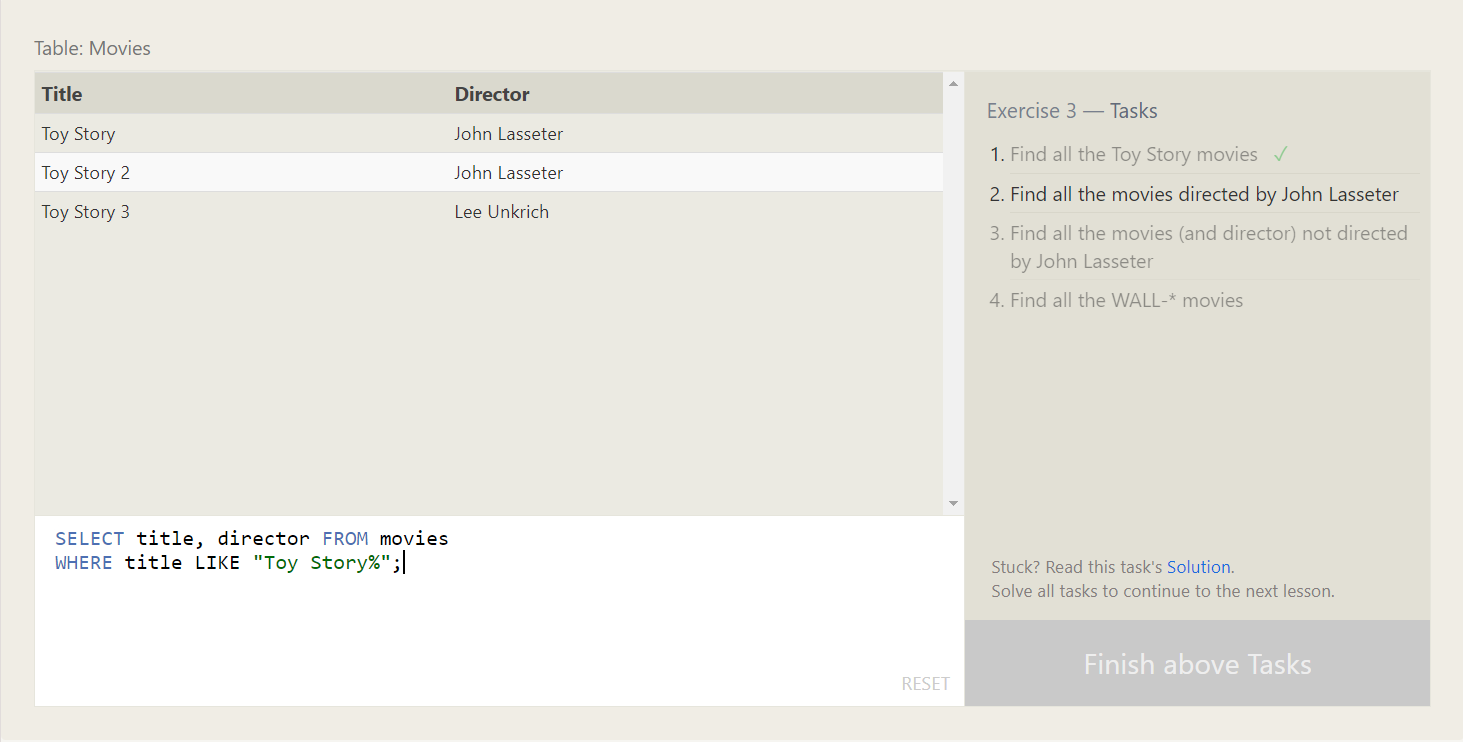 Table: Movies
Title Director
Toy Story John Lasseter
Toy Story 2 John Lasseter
Toy Story 3 Lee Unkrich
SELECT title, director FROM movies
WHERE title LIKE "Toy Story%";
RESET
Exercise 3 — Tasks
1. Find all the Toy Story movies ✓
2. Find all the movies directed by John Lasseter
3. Find all the movies (and director) not directed
by John Lasseter
4. Find all the WALL-* movies
Stuck? Read this task's Solution.
Solve all tasks to continue to the next lesson.
Finish above Tasks